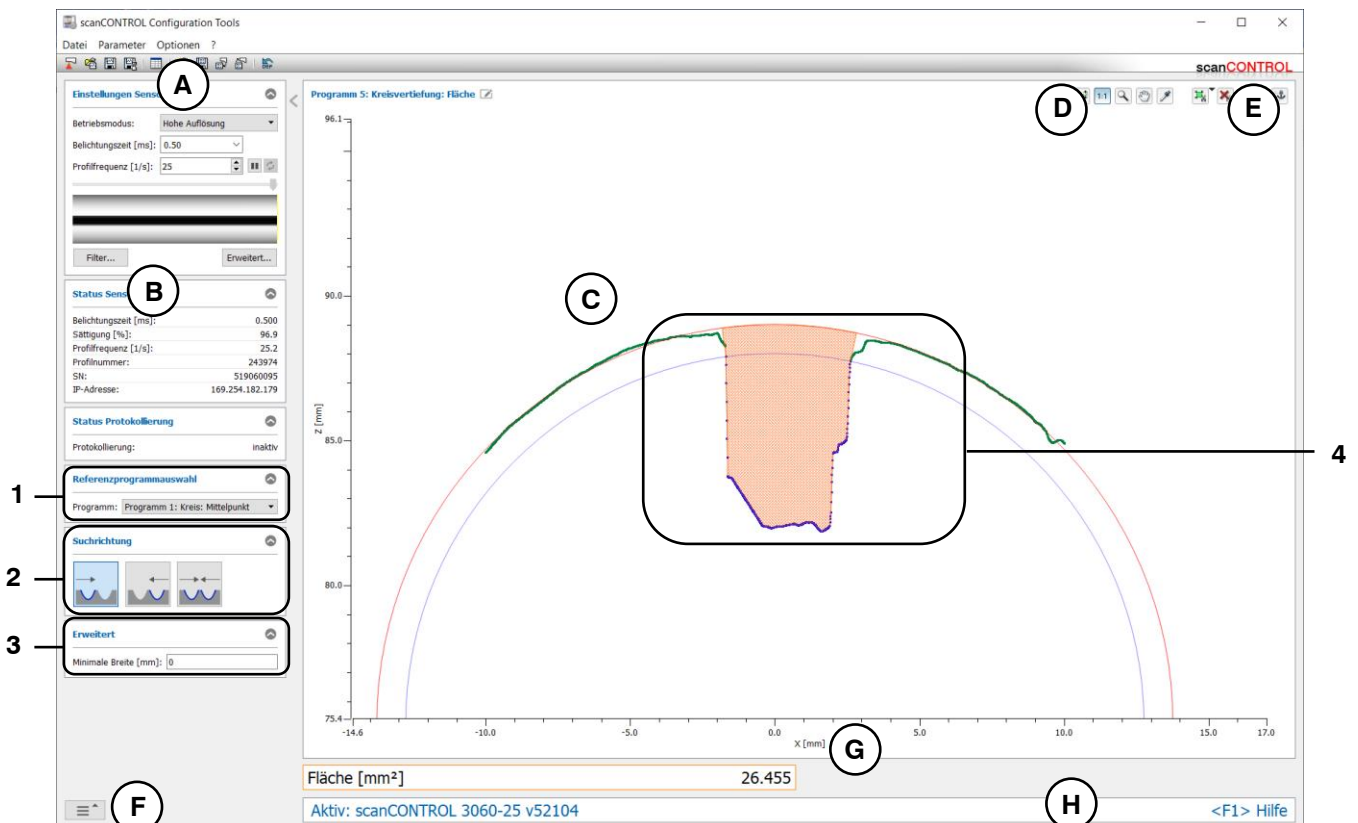 scanCONTROL Configuration Tools
Datei Parameter Optionen ?
scanCONTROL
A
Einstellungen Senso
Betriebsmodus: Hohe Auflösung
Belichtungszeit [ms]: 0.50
Profilfrequenz [1/s]: 25
Filter... Erweitert...
B
Status Sens
Belichtungszeit [ms]: 0.500
Sättigung [%]: 96.9
Profilfrequenz [1/s]: 25.2
Profilnummer: 243974
SN: 519060095
IP-Adresse: 169.254.182.179
Status Protokollierung
Protokollierung: inaktiv
1
Referenzprogrammauswahl
Programm: Programm 1: Kreis: Mittelpunkt
2
Suchrichtung
3
Erweitert
Minimale Breite [mm]: 0
F
Programm 5: Kreisvertiefung: Fläche
D
1:1
E
C
4
96.1
90.0
85.0
80.0
75.4
Z [mm]
-14.6 -10.0 -5.0 0.0 5.0 10.0 15.0 17.0
X [mm]
G
Fläche [mm²] 26.455
Aktiv: scanCONTROL 3060-25 v52104
H
<F1> Hilfe